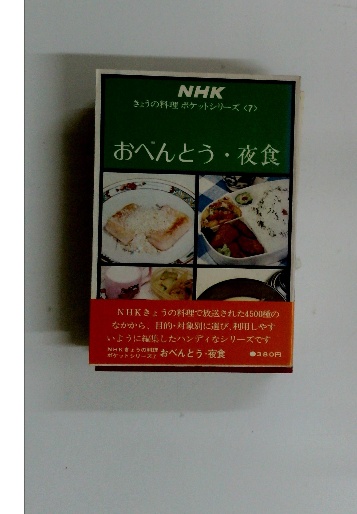 NHK
きょうの料理 ポケットシリーズ〈7〉
おべんとう・夜食
NHKきょうの料理で放送された4500種の
なかから、目的・対象別に選び、利用しやす
いように編集したハンディなシリーズです
NHKきょうの料理
ポケットシリーズ7 おべんとう・夜食 ●380円